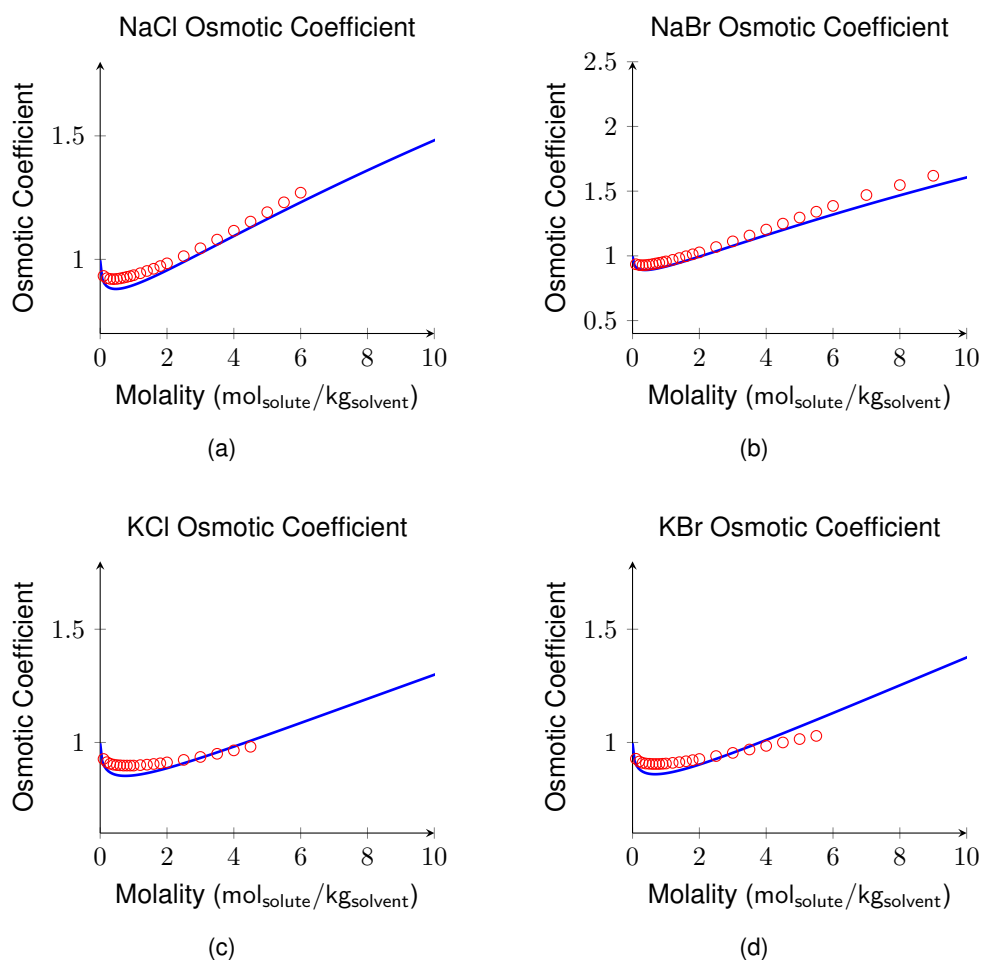 NaCl Osmotic Coefficient
1.5
1
Osmotic Coefficient
0 2 4 6 8 10
Molality (mol_solute/kg_solvent)
(a)
NaBr Osmotic Coefficient
2.5
2
1.5
1
0.5
Osmotic Coefficient
0 2 4 6 8 10
Molality (mol_solute/kg_solvent)
(b)
KCl Osmotic Coefficient
1.5
1
Osmotic Coefficient
0 2 4 6 8 10
Molality (mol_solute/kg_solvent)
(c)
KBr Osmotic Coefficient
1.5
1
Osmotic Coefficient
0 2 4 6 8 10
Molality (mol_solute/kg_solvent)
(d)